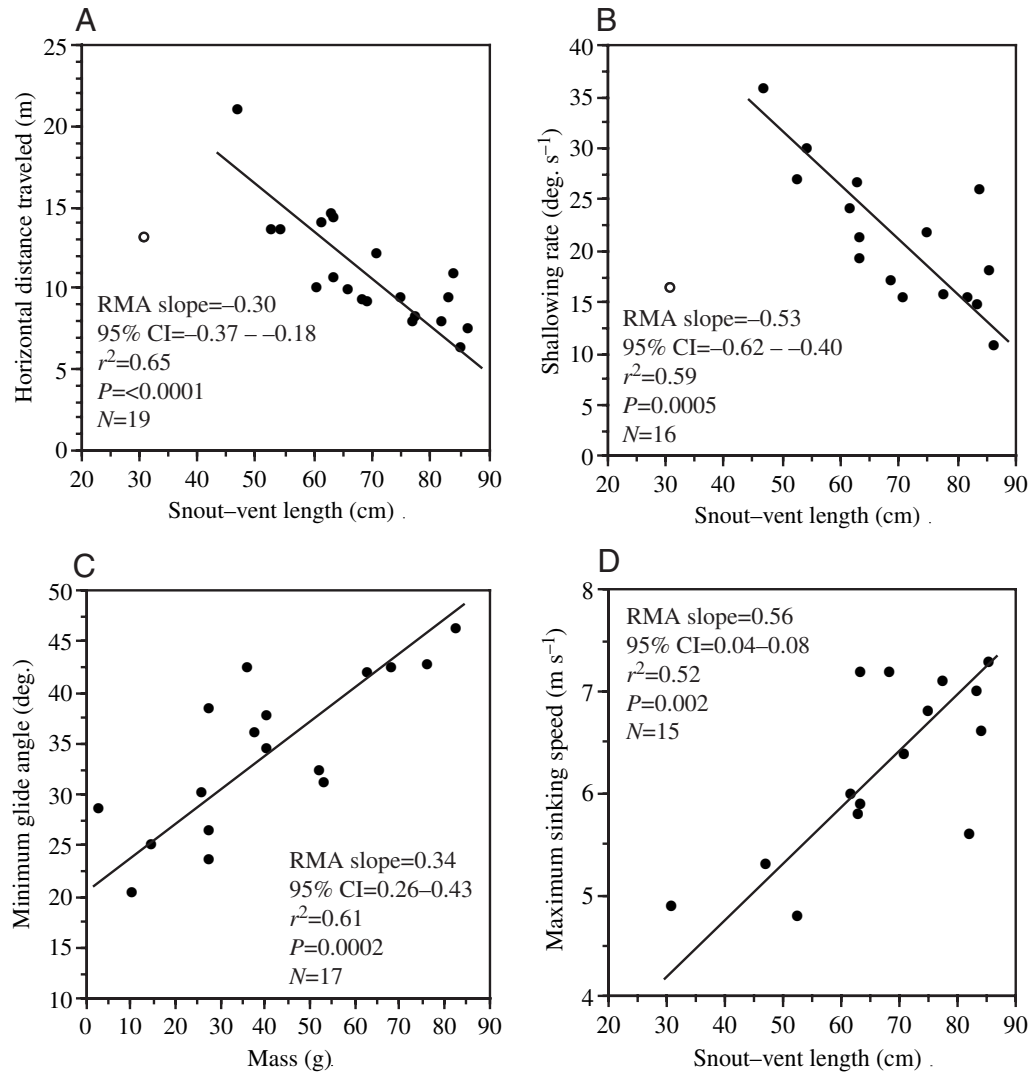 A
Horizontal distance traveled (m)
25
20
15
10
5
0
RMA slope=–0.30
95% CI=–0.37 – –0.18
r²=0.65
P=<0.0001
N=19
20 30 40 50 60 70 80 90
Snout–vent length (cm) .
B
Shallowing rate (deg. s⁻¹)
40
35
30
25
20
15
10
5
0
RMA slope=–0.53
95% CI=–0.62 – –0.40
r²=0.59
P=0.0005
N=16
20 30 40 50 60 70 80 90
Snout–vent length (cm) .
C
Minimum glide angle (deg.)
50
45
40
35
30
25
20
15
10
RMA slope=0.34
95% CI=0.26–0.43
r²=0.61
P=0.0002
N=17
0 10 20 30 40 50 60 70 80 90
Mass (g).
D
Maximum sinking speed (m s⁻¹)
8
7
6
5
4
RMA slope=0.56
95% CI=0.04–0.08
r²=0.52
P=0.002
N=15
20 30 40 50 60 70 80 90
Snout–vent length (cm) .